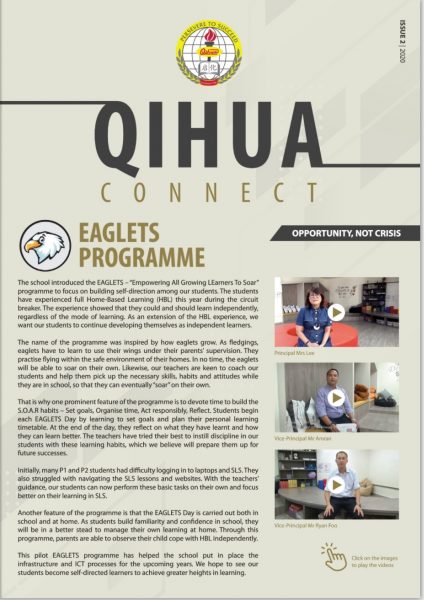 PERSEVERE TO SUCCEED
ISSUE 2 | 2020
QIHUA
CONNECT
EAGLETS
PROGRAMME
The school introduced the EAGLETS – “Empowering All Growing LEarners To Soar”
programme to focus on building self-direction among our students. The students
have experienced full Home-Based Learning (HBL) this year during the circuit
breaker. The experience showed that they could and should learn independently,
regardless of the mode of learning. As an extension of the HBL experience, we
want our students to continue developing themselves as independent learners.
The name of the programme was inspired by how eaglets grow. As fledgings,
eaglets have to learn to use their wings under their parents’ supervision. They
practise flying within the safe environment of their homes. In no time, the eaglets
will be able to soar on their own. Likewise, our teachers are keen to coach our
students and help them pick up the necessary skills, habits and attitudes while
they are in school, so that they can eventually “soar” on their own.
That is why one prominent feature of the programme is to devote time to build the
S.O.A.R habits – Set goals, Organise time, Act responsibly, Reflect. Students begin
each EAGLETS Day by learning to set goals and plan their personal learning
timetable. At the end of the day, they reflect on what they have learnt and how
they can learn better. The teachers have tried their best to instill discipline in our
students with these learning habits, which we believe will prepare them up for
future successes.
Initially, many P1 and P2 students had difficulty logging in to laptops and SLS. They
also struggled with navigating the SLS lessons and websites. With the teachers’
guidance, our students can now perform these basic tasks on their own and focus
better on their learning in SLS.
Another feature of the programme is that the EAGLETS Day is carried out both in
school and at home. As students build familiarity and confidence in school, they
will be in a better stead to manage their own learning at home. Through this
programme, parents are able to observe their child cope with HBL independently.
This pilot EAGLETS programme has helped the school put in place the
infrastructure and ICT processes for the upcoming years. We hope to see our
students become self-directed learners to achieve greater heights in learning.
OPPORTUNITY, NOT CRISIS
Principal Mrs Lee
Vice-Principal Mr Amran
Vice-Principal Mr Ryan Foo
Click on the images
to play the videos